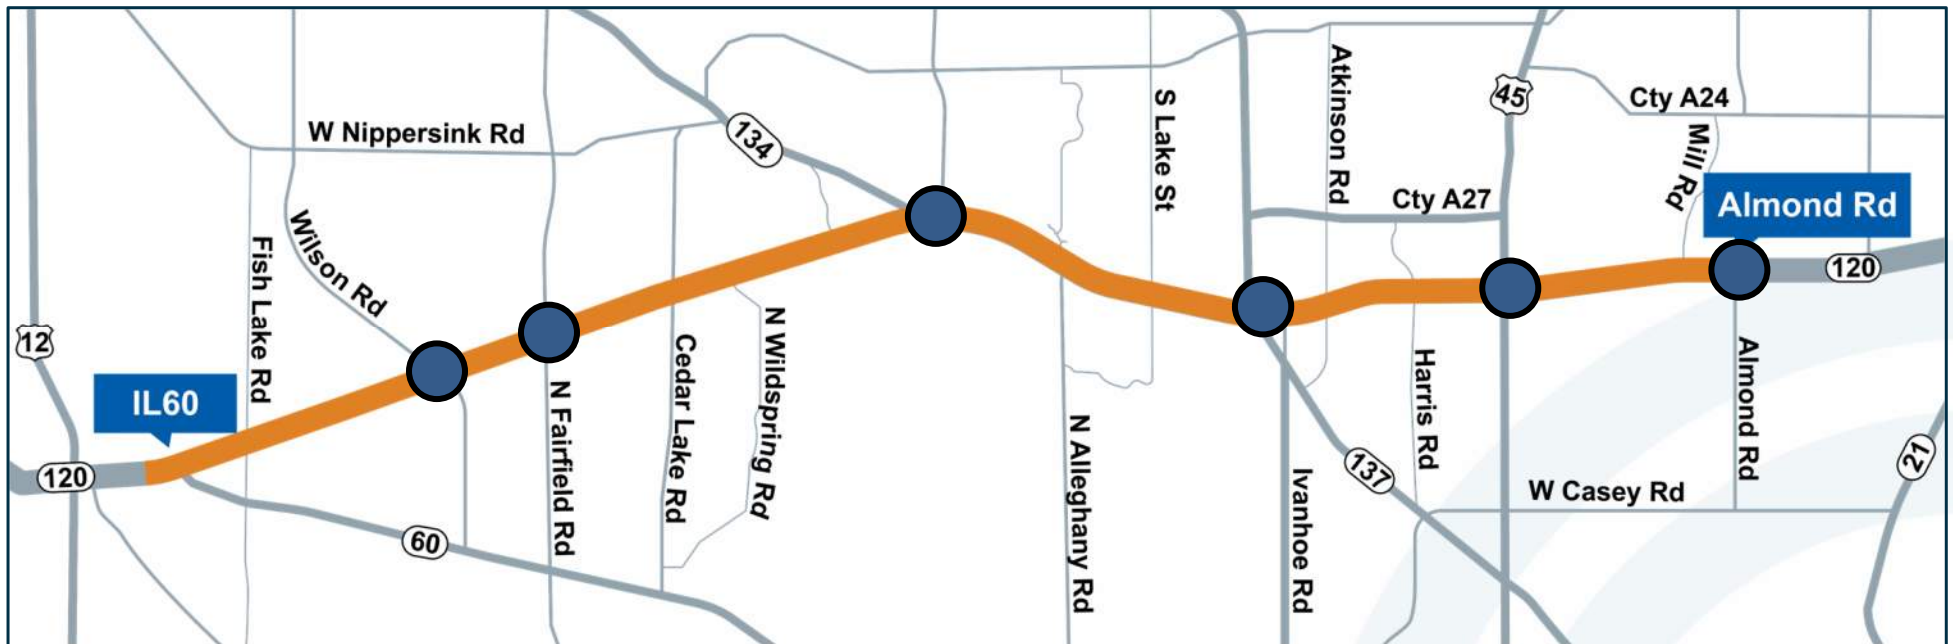 W Nippersink Rd
134
45
Cty A24
S Lake St
Atkinson Rd
Mill Rd
Cty A27
Almond Rd
120
Fish Lake Rd
Wilson Rd
12
IL60
120
60
N Fairfield Rd
Cedar Lake Rd
N Wildspring Rd
N Alleghany Rd
Ivanhoe Rd
137
Harris Rd
W Casey Rd
Almond Rd
21